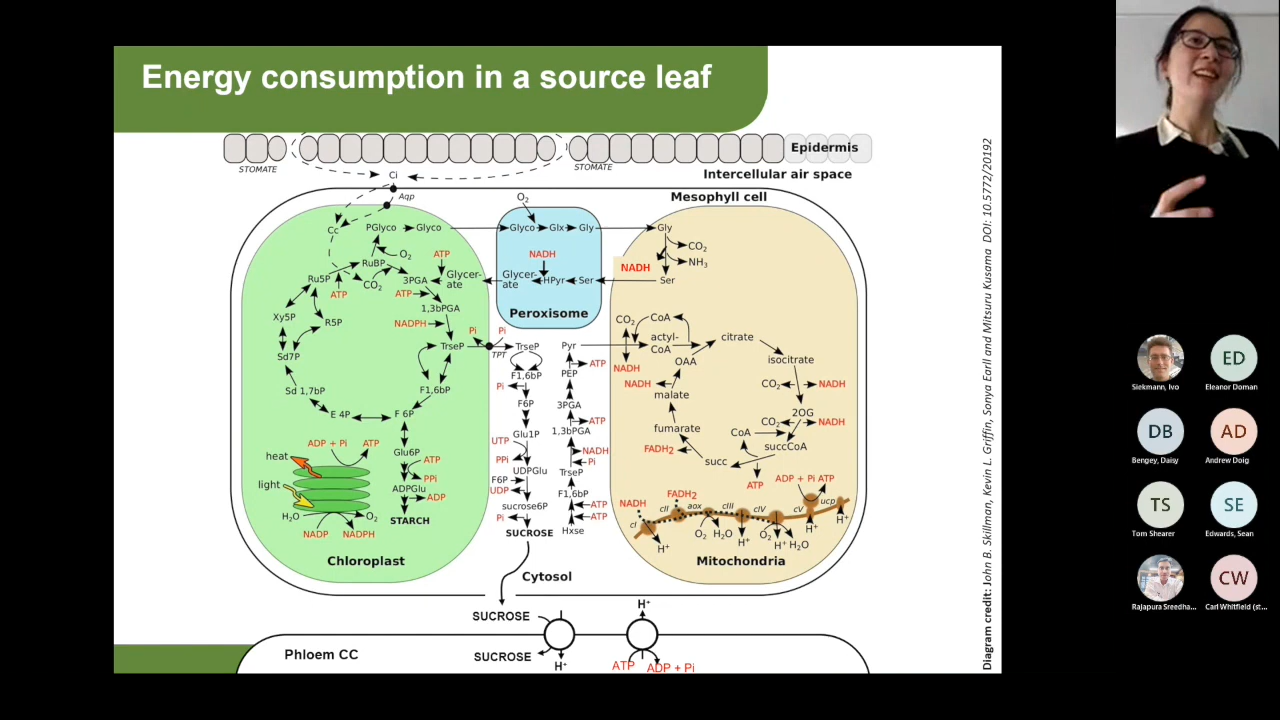 Energy consumption in a source leaf
Epidermis
STOMATE
STOMATE
Intercellular air space
Ci
Aqp
Mesophyll cell
O2
Cc
PGlyco
Glyco
Glyco
Glx
Gly
Gly
CO2
NH3
O2
RuBP
ATP
NADH
NADH
Ru5P
CO2
3PGA
Glycer-
ate
Glycer-
ate
HPyr
Ser
Ser
ATP
ATP
1,3bPGA
Peroxisome
Xy5P
R5P
NADPH
Pi
Pi
CO2
CoA
Sd7P
TrseP
TPT
TrseP
Pyr
actyl-
CoA
citrate
OAA
isocitrate
ATP
NADH
PEP
F1,6bP
Pi
NADH
CO2
NADH
Sd 1,7bP
F1,6bP
malate
F6P
3PGA
2OG
E 4P
F 6P
ATP
CO2
NADH
1,3bPGA
fumarate
CoA
Glu1P
UTP
succCoA
ADP + Pi
ATP
NADH
FADH2
Glu6P
heat
ATP
PPi
Pi
succ
UDPGlu
TrseP
PPi
F6P
ATP
ADP + Pi
ATP
light
ADPGlu
UDP
F1,6bP
ADP
FADH2
NADH
sucrose6P
ATP
cI
cII
aox
cIII
cIV
cV
ucp
H2O
O2
STARCH
Pi
ATP
NADP
NADPH
SUCROSE
Hxse
O2
H2O
H+
H+
O2
H+
H2O
H+
H+
Chloroplast
Mitochondria
Cytosol
SUCROSE
H+
Phloem CC
SUCROSE
H+
ATP
ADP + Pi
Diagram credit: John B. Skillman, Kevin L. Griffin, Sonya Earll and Mitsuru Kusama DOI: 10.5772/20192
Siekmann, Ivo
ED
Eleanor Doman
DB
Bengey, Daisy
AD
Andrew Doig
TS
Tom Shearer
SE
Edwards, Sean
Rajapura Sreedha...
CW
Carl Whitfield (st...